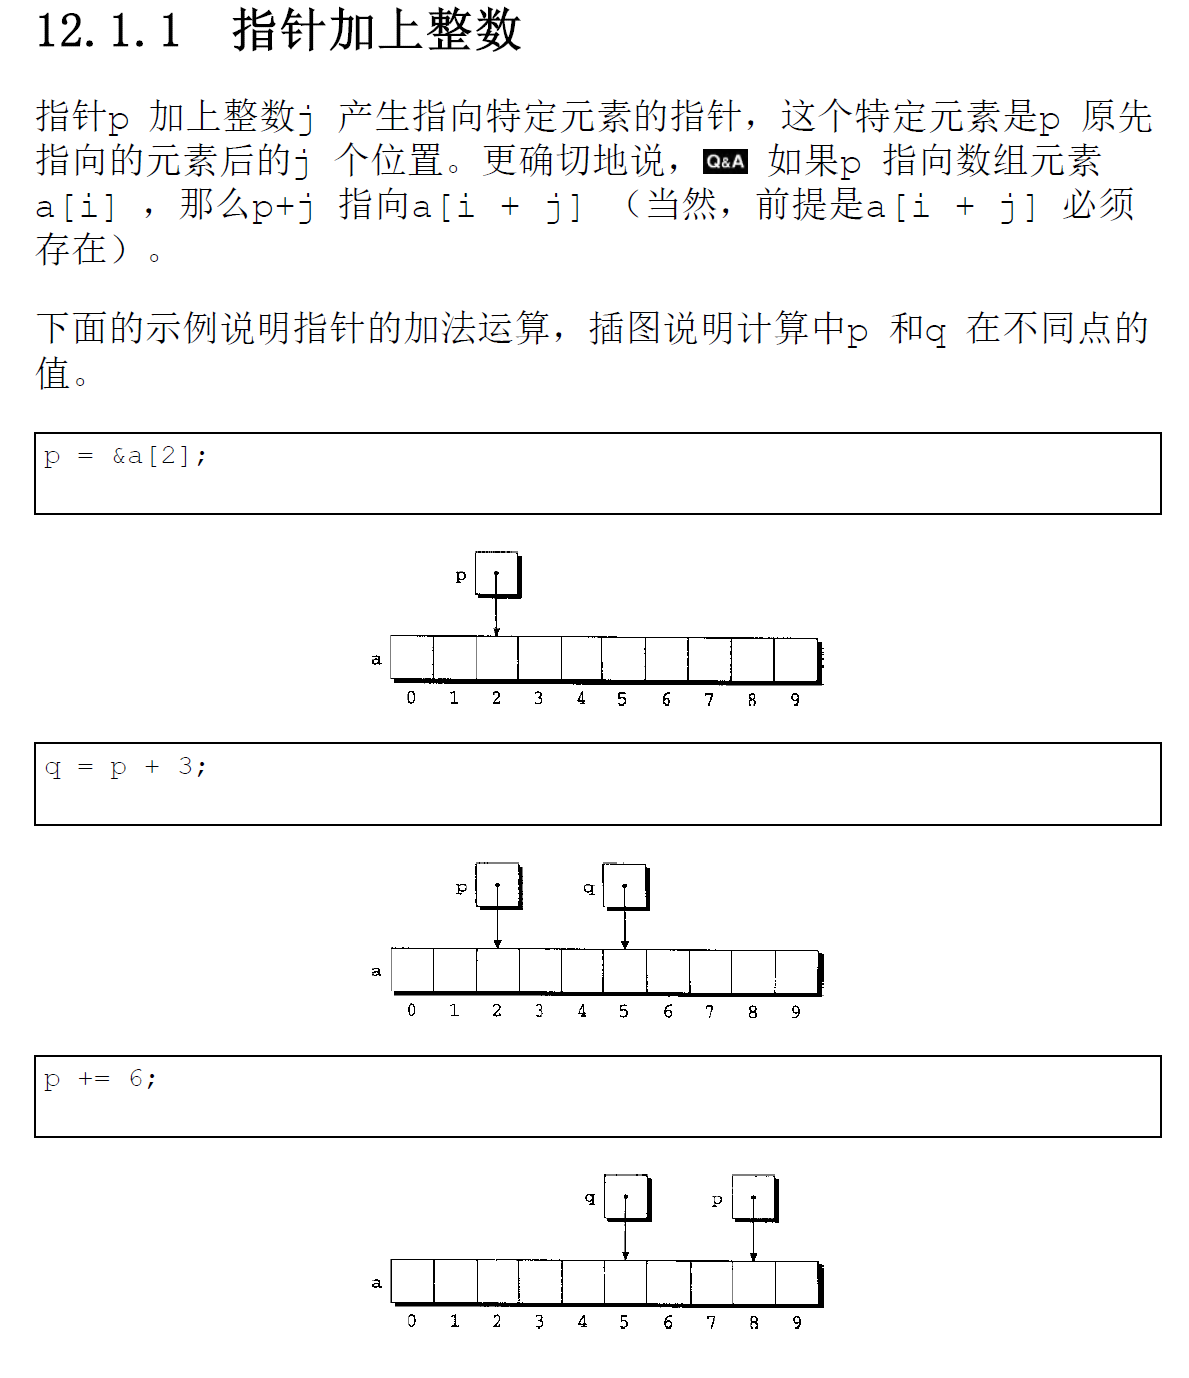 12.1.1 指针加上整数
指针p 加上整数j 产生指向特定元素的指针，这个特定元素是p 原先
指向的元素后的j 个位置。更确切地说，Q&A 如果p 指向数组元素
a[i] ，那么p+j 指向a[i + j] （当然，前提是a[i + j] 必须
存在）。
下面的示例说明指针的加法运算，插图说明计算中p 和q 在不同点的
值。
p = &a[2];
p
a
0 1 2 3 4 5 6 7 8 9
q = p + 3;
p q
a
0 1 2 3 4 5 6 7 8 9
p += 6;
q p
a
0 1 2 3 4 5 6 7 8 9